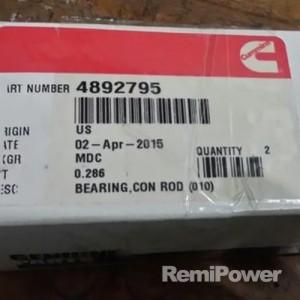 Cummins
ART NUMBER 4892795
RIGIN US
ATE 02-Apr-2015
KGR MDC QUANTITY 2
T 0.286
ESC BEARING,CON ROD (010)
RemiPower